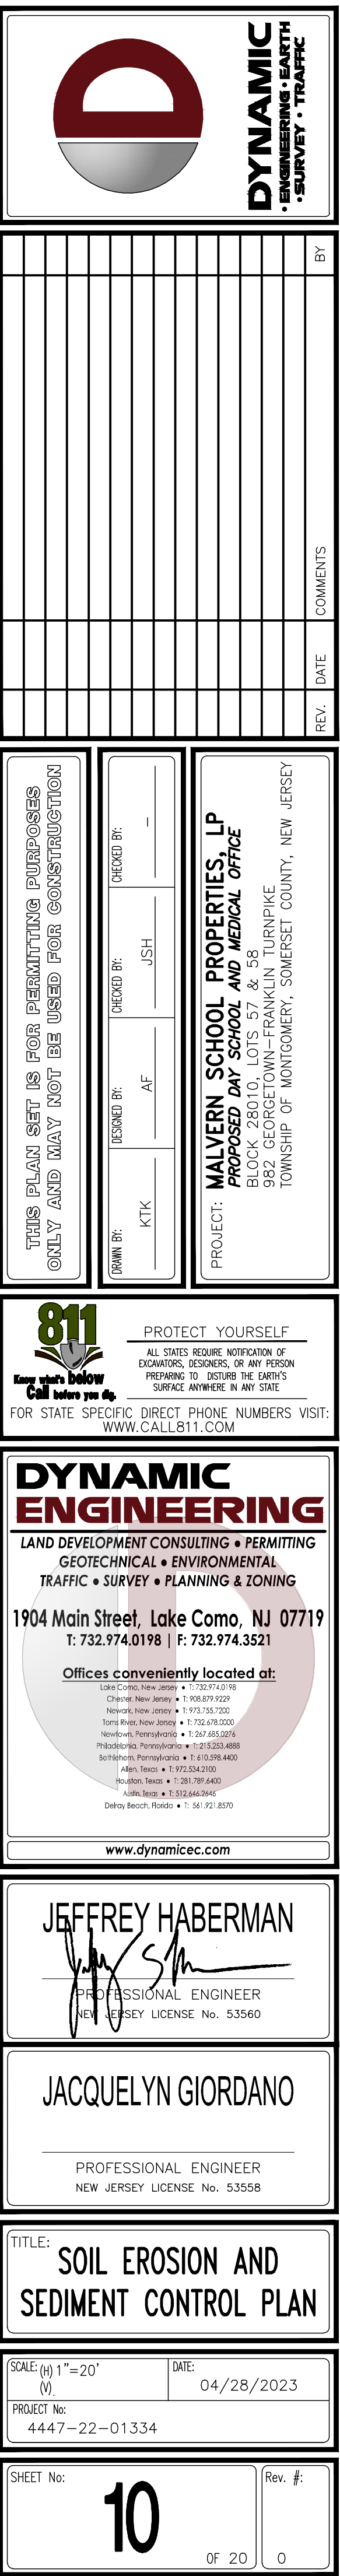 DYNAMIC
• ENGINEERING • EARTH
• SURVEY • TRAFFIC
REV. DATE COMMENTS BY
THIS PLAN SET IS FOR PERMITTING PURPOSES
ONLY AND MAY NOT BE USED FOR CONSTRUCTION
DRAWN BY: DESIGNED BY: CHECKED BY: CHECKED BY:
KTK AF JSH –
PROJECT: MALVERN SCHOOL PROPERTIES, LP
PROPOSED DAY SCHOOL AND MEDICAL OFFICE
BLOCK 28010, LOTS 57 & 58
982 GEORGETOWN-FRANKLIN TURNPIKE
TOWNSHIP OF MONTGOMERY, SOMERSET COUNTY, NEW JERSEY
811
Know what's below
Call before you dig.
PROTECT YOURSELF
ALL STATES REQUIRE NOTIFICATION OF
EXCAVATORS, DESIGNERS, OR ANY PERSON
PREPARING TO DISTURB THE EARTH'S
SURFACE ANYWHERE IN ANY STATE
FOR STATE SPECIFIC DIRECT PHONE NUMBERS VISIT:
WWW.CALL811.COM
DYNAMIC
ENGINEERING
LAND DEVELOPMENT CONSULTING • PERMITTING
GEOTECHNICAL • ENVIRONMENTAL
TRAFFIC • SURVEY • PLANNING & ZONING
1904 Main Street, Lake Como, NJ 07719
T: 732.974.0198 | F: 732.974.3521
Offices conveniently located at:
Lake Como, New Jersey • T: 732.974.0198
Chester, New Jersey • T: 908.879.9229
Newark, New Jersey • T: 973.755.7200
Toms River, New Jersey • T: 732.678.0000
Newtown, Pennsylvania • T: 267.685.0276
Philadelphia, Pennsylvania • T: 215.253.4888
Bethlehem, Pennsylvania • T: 610.598.4400
Allen, Texas • T: 972.534.2100
Houston, Texas • T: 281.789.6400
Austin, Texas • T: 512.646.2646
Delray Beach, Florida • T: 561.921.8570
www.dynamicec.com
JEFFREY HABERMAN
PROFESSIONAL ENGINEER
NEW JERSEY LICENSE No. 53560
JACQUELYN GIORDANO
PROFESSIONAL ENGINEER
NEW JERSEY LICENSE No. 53558
TITLE:
SOIL EROSION AND
SEDIMENT CONTROL PLAN
SCALE: (H) 1"=20'
(V)
DATE:
04/28/2023
PROJECT No:
4447-22-01334
SHEET No:
10
OF 20
Rev. #:
0